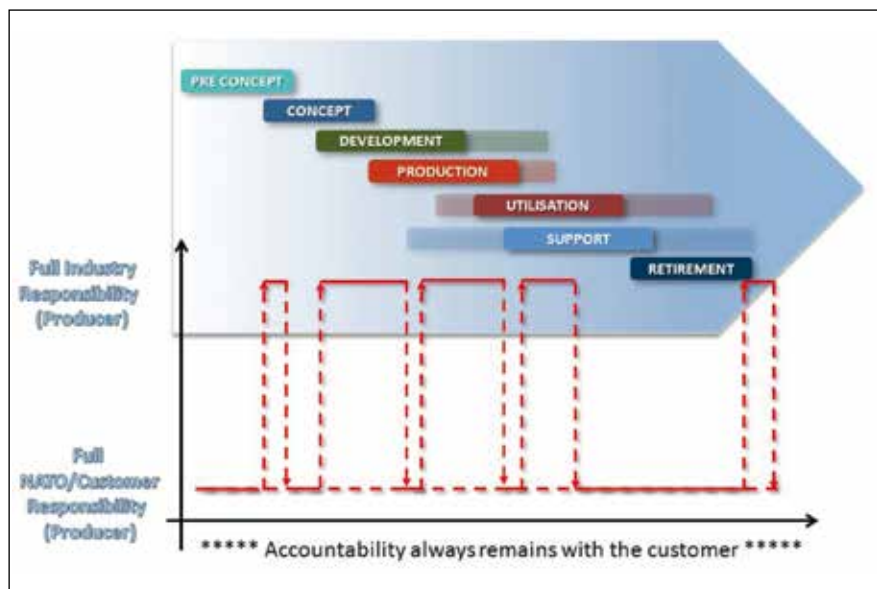 PRE CONCEPT
CONCEPT
DEVELOPMENT
PRODUCTION
UTILISATION
SUPPORT
RETIREMENT
Full Industry
Responsibility
(Producer)
Full
NATO/Customer
Responsibility
(Producer)
***** Accountability always remains with the customer *****